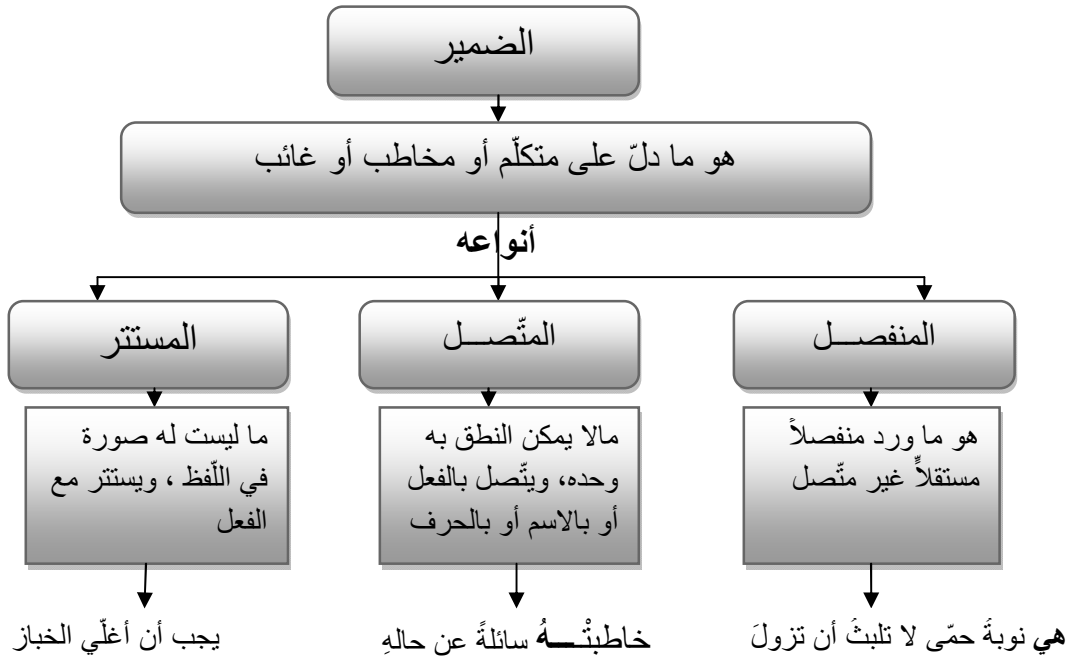 الضمير
هو ما دلّ على متكلّم أو مخاطب أو غائب
أنواعه
المنفصـــل
المتّصـــل
المستتر
هو ما ورد منفصلاً
مستقلاًّ غير متّصل
مالا يمكن النطق به
وحده، ويتّصل بالفعل
أو بالاسم أو بالحرف
ما ليست له صورة
في اللّفظ ، ويستتر مع
الفعل
هي نوبةُ حمّى لا تلبثُ أن تزولَ
خاطبتْـــهُ سائلةً عن حالهِ
يجب أن أغلّي الخباز